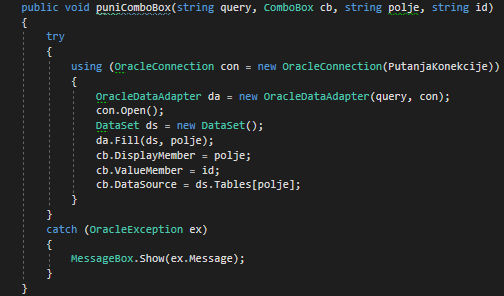 public void puniComboBox(string query, ComboBox cb, string polje, string id)
{
    try
    {
        using (OracleConnection con = new OracleConnection(PutanjaKonekcije))
        {
            OracleDataAdapter da = new OracleDataAdapter(query, con);
            con.Open();
            DataSet ds = new DataSet();
            da.Fill(ds, polje);
            cb.DisplayMember = polje;
            cb.ValueMember = id;
            cb.DataSource = ds.Tables[polje];
        }
    }
    catch (OracleException ex)
    {
        MessageBox.Show(ex.Message);
    }
}